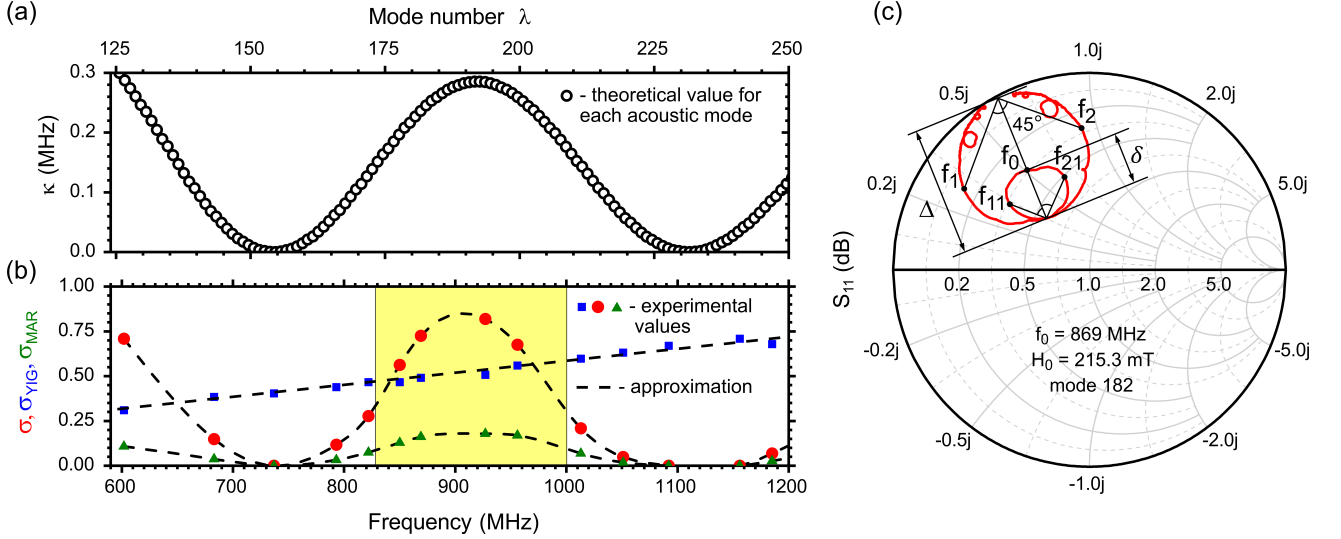 (a)
Mode number λ
125 150 175 200 225 250
0.3
0.2
0.1
0.0
κ (MHz)
- theoretical value for
each acoustic mode
(b)
1.00
0.75
0.50
0.25
0.00
σ, σYIG, σMAR
- experimental
values
- approximation
600 700 800 900 1000 1100 1200
Frequency (MHz)
(c)
1.0j
0.5j
2.0j
0.2j
5.0j
45°
f2
f0
f21
δ
f1
f11
Δ
S11 (dB)
0.2 0.5 1.0 2.0 5.0
f0 = 869 MHz
H0 = 215.3 mT
mode 182
-0.2j
-5.0j
-0.5j
-2.0j
-1.0j